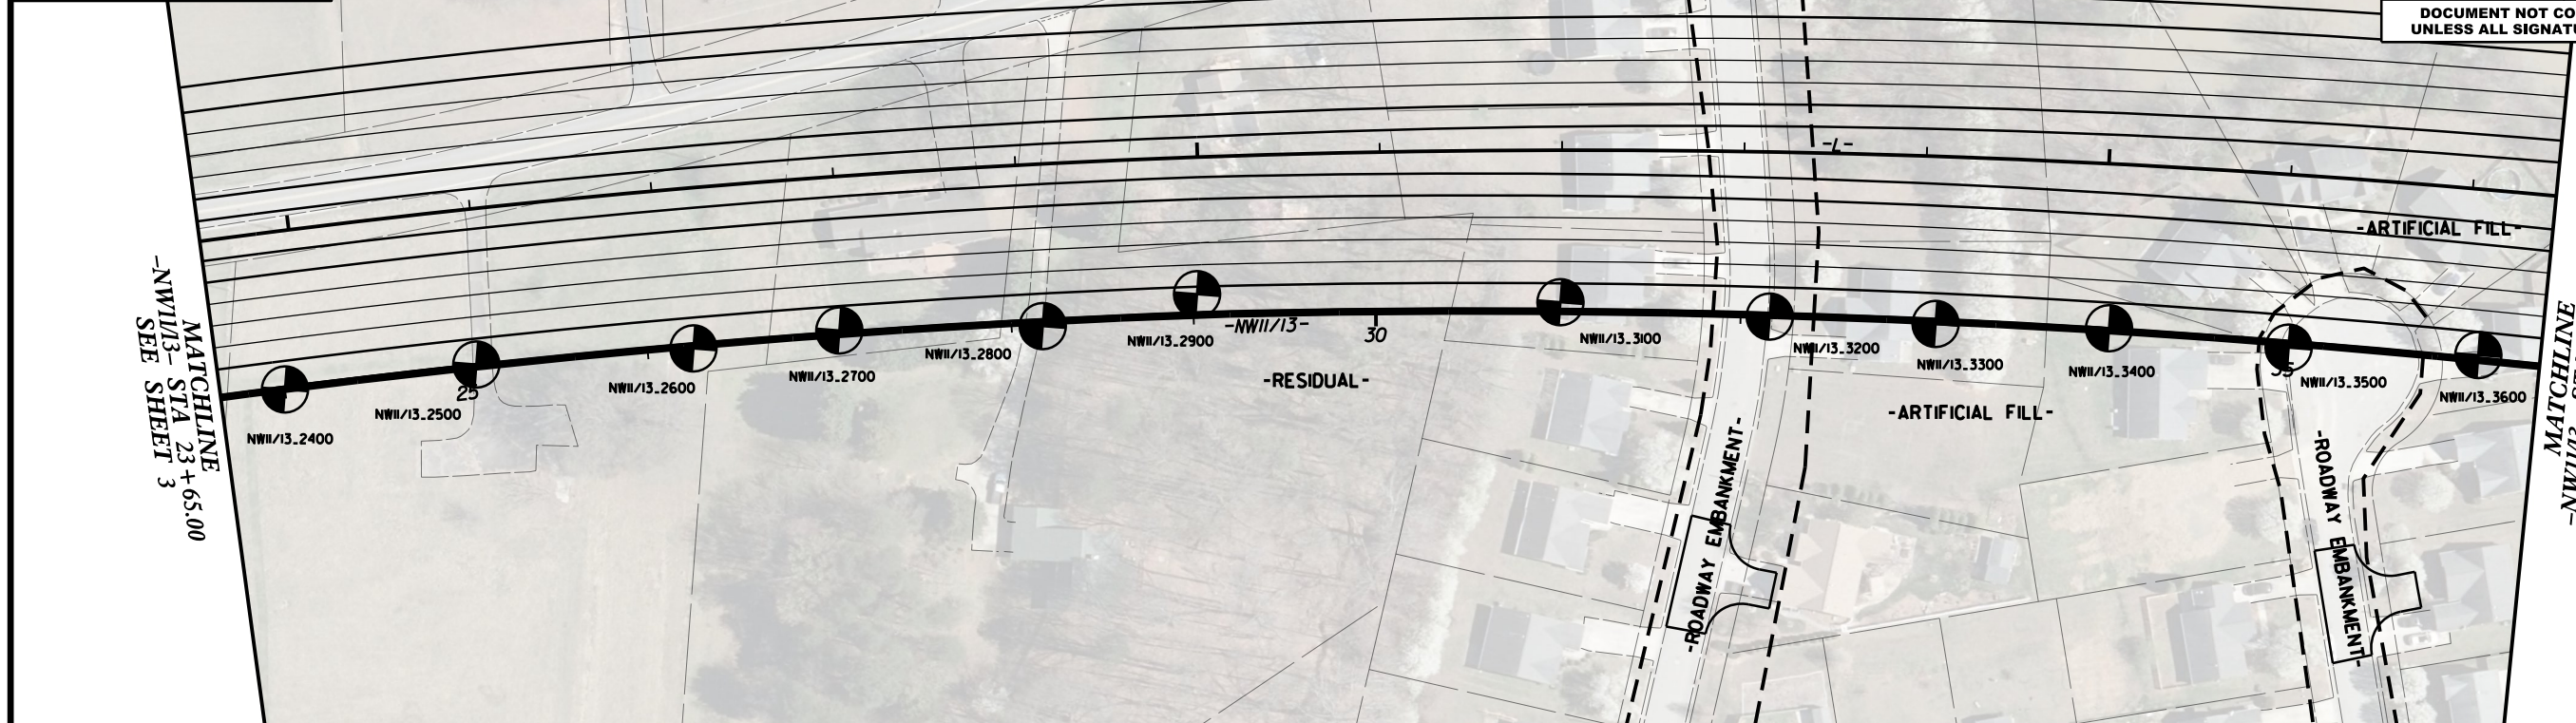 DOCUMENT NOT CO
UNLESS ALL SIGNAT
-L-
-ARTIFICIAL FILL-
MATCHLINE
-NW11/13- STA 23+65.00
SEE SHEET 3
-NW11/13-
30
25
35
NW11/13_2400
NW11/13_2500
NW11/13_2600
NW11/13_2700
NW11/13_2800
NW11/13_2900
NW11/13_3100
NW11/13_3200
NW11/13_3300
NW11/13_3400
NW11/13_3500
NW11/13_3600
-RESIDUAL-
-ARTIFICIAL FILL-
-ROADWAY EMBANKMENT-
-ROADWAY EMBANKMENT-
MATCHLINE